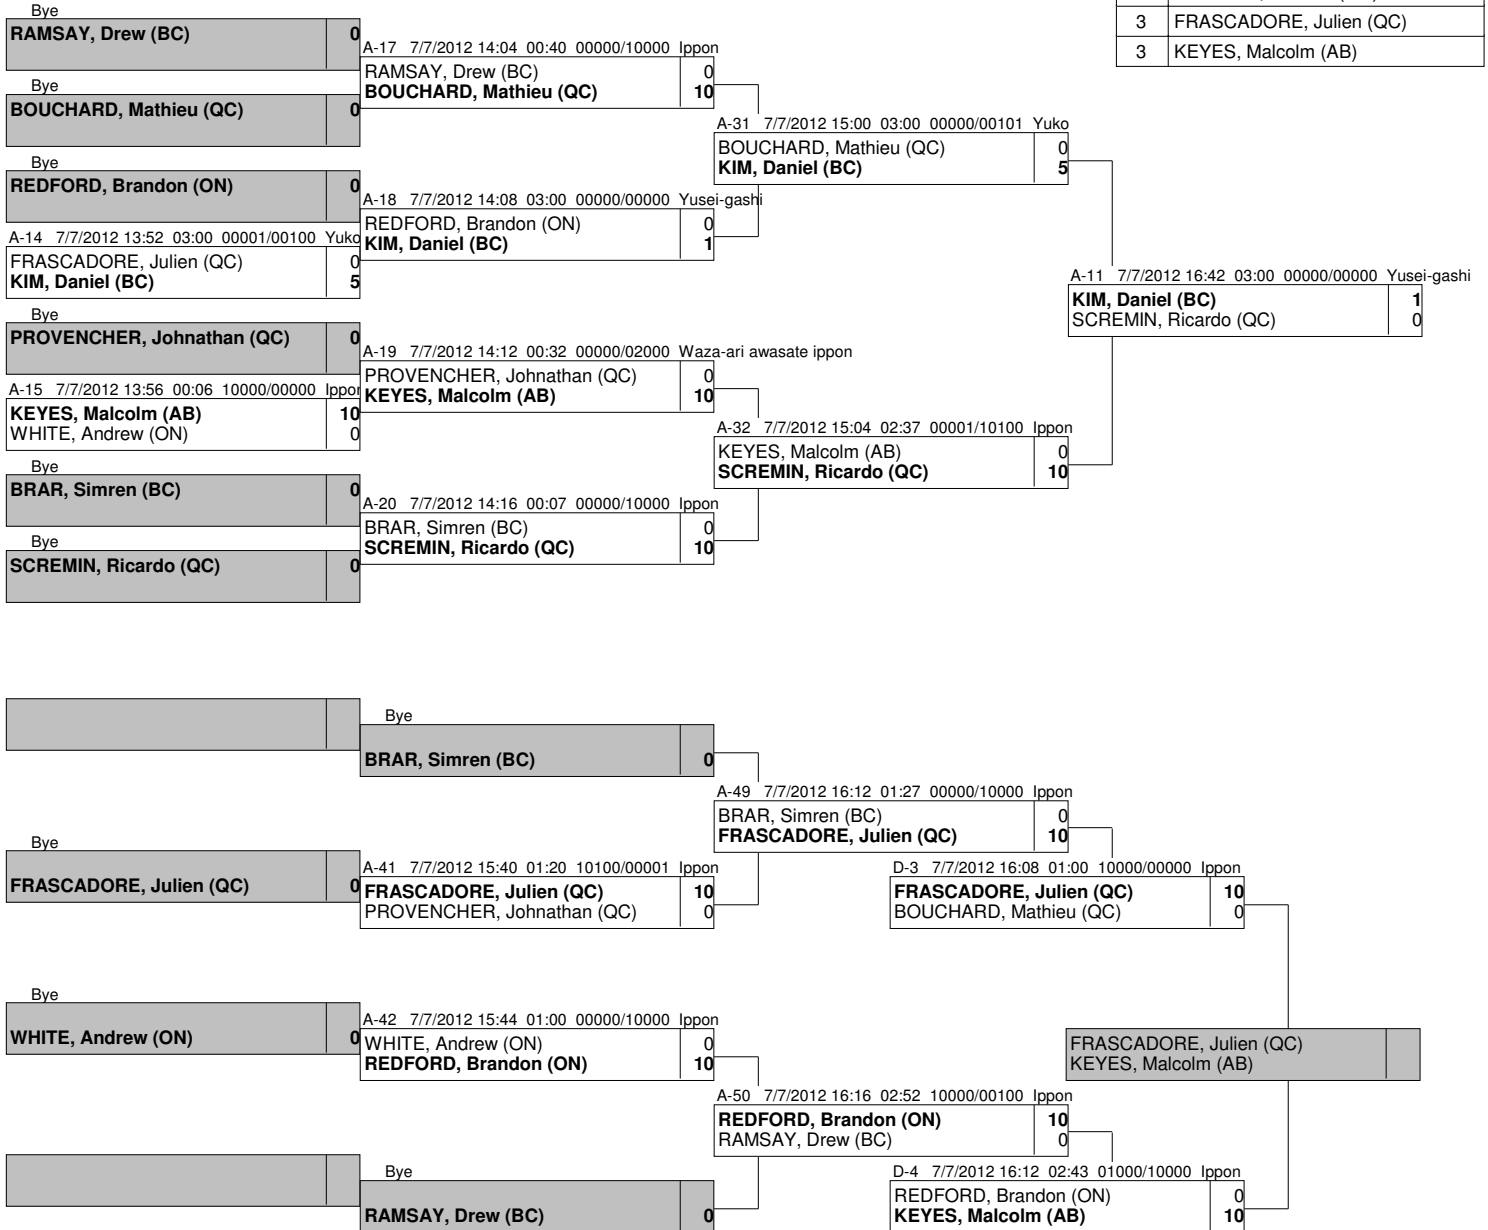 3 FRASCADORE, Julien (QC)
3 KEYES, Malcolm (AB)
Bye
RAMSAY, Drew (BC) 0
Bye
BOUCHARD, Mathieu (QC) 0
Bye
REDFORD, Brandon (ON) 0
A-14 7/7/2012 13:52 03:00 00001/00100 Yuko
FRASCADORE, Julien (QC) 0
KIM, Daniel (BC) 5
Bye
PROVENCHER, Johnathan (QC) 0
A-15 7/7/2012 13:56 00:06 10000/00000 Ippon
KEYES, Malcolm (AB) 10
WHITE, Andrew (ON) 0
Bye
BRAR, Simren (BC) 0
Bye
SCREMIN, Ricardo (QC) 0
A-17 7/7/2012 14:04 00:40 00000/10000 Ippon
RAMSAY, Drew (BC) 0
BOUCHARD, Mathieu (QC) 10
A-18 7/7/2012 14:08 03:00 00000/00000 Yusei-gashi
REDFORD, Brandon (ON) 0
KIM, Daniel (BC) 1
A-19 7/7/2012 14:12 00:32 00000/02000 Waza-ari awasate ippon
PROVENCHER, Johnathan (QC) 0
KEYES, Malcolm (AB) 10
A-20 7/7/2012 14:16 00:07 00000/10000 Ippon
BRAR, Simren (BC) 0
SCREMIN, Ricardo (QC) 10
A-31 7/7/2012 15:00 03:00 00000/00101 Yuko
BOUCHARD, Mathieu (QC) 0
KIM, Daniel (BC) 5
A-32 7/7/2012 15:04 02:37 00001/10100 Ippon
KEYES, Malcolm (AB) 0
SCREMIN, Ricardo (QC) 10
A-11 7/7/2012 16:42 03:00 00000/00000 Yusei-gashi
KIM, Daniel (BC) 1
SCREMIN, Ricardo (QC) 0
Bye
BRAR, Simren (BC) 0
Bye
FRASCADORE, Julien (QC) 0
A-41 7/7/2012 15:40 01:20 10100/00001 Ippon
FRASCADORE, Julien (QC) 10
PROVENCHER, Johnathan (QC) 0
A-49 7/7/2012 16:12 01:27 00000/10000 Ippon
BRAR, Simren (BC) 0
FRASCADORE, Julien (QC) 10
D-3 7/7/2012 16:08 01:00 10000/00000 Ippon
FRASCADORE, Julien (QC) 10
BOUCHARD, Mathieu (QC) 0
Bye
WHITE, Andrew (ON) 0
A-42 7/7/2012 15:44 01:00 00000/10000 Ippon
WHITE, Andrew (ON) 0
REDFORD, Brandon (ON) 10
FRASCADORE, Julien (QC)
KEYES, Malcolm (AB)
A-50 7/7/2012 16:16 02:52 10000/00100 Ippon
REDFORD, Brandon (ON) 10
RAMSAY, Drew (BC) 0
Bye
RAMSAY, Drew (BC) 0
D-4 7/7/2012 16:12 02:43 01000/10000 Ippon
REDFORD, Brandon (ON) 0
KEYES, Malcolm (AB) 10